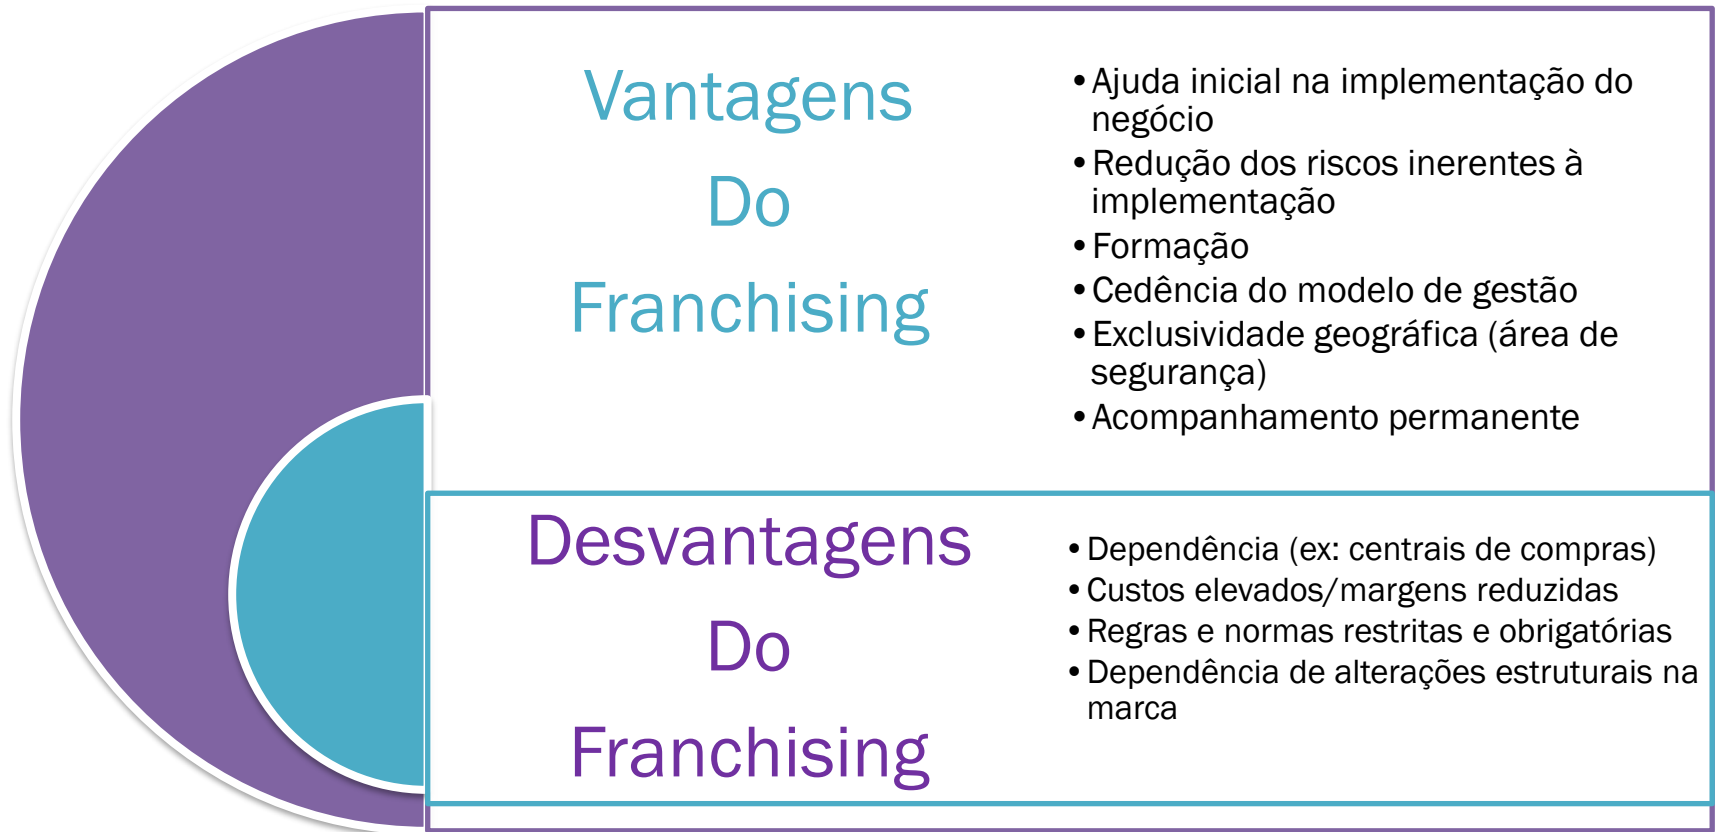 Vantagens
Do
Franchising
•Ajuda inicial na implementação do
negócio
•Redução dos riscos inerentes à
implementação
•Formação
•Cedência do modelo de gestão
•Exclusividade geográfica (área de
segurança)
•Acompanhamento permanente
Desvantagens
Do
Franchising
•Dependência (ex: centrais de compras)
•Custos elevados/margens reduzidas
•Regras e normas restritas e obrigatórias
•Dependência de alterações estruturais na
marca